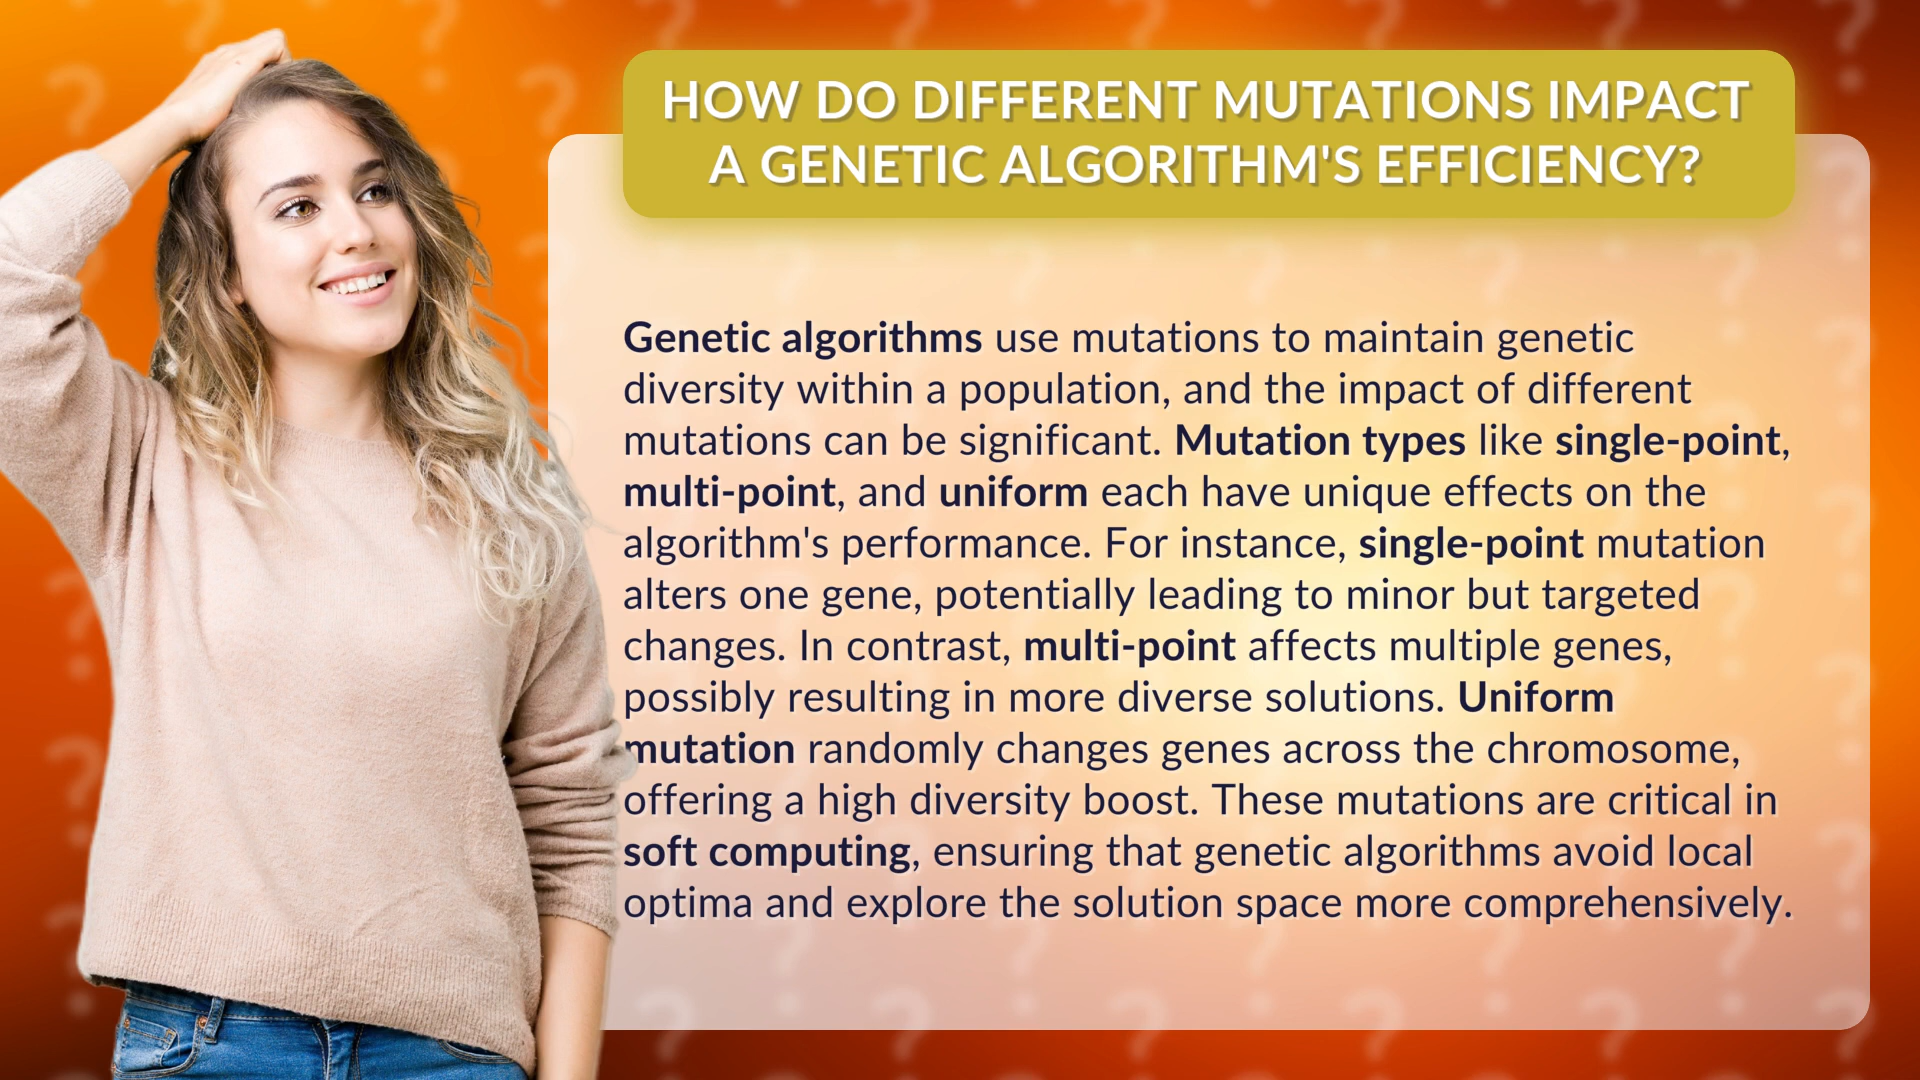 HOW DO DIFFERENT MUTATIONS IMPACT
A GENETIC ALGORITHM'S EFFICIENCY?
Genetic algorithms use mutations to maintain genetic
diversity within a population, and the impact of different
mutations can be significant. Mutation types like single-point,
multi-point, and uniform each have unique effects on the
algorithm's performance. For instance, single-point mutation
alters one gene, potentially leading to minor but targeted
changes. In contrast, multi-point affects multiple genes,
possibly resulting in more diverse solutions. Uniform
mutation randomly changes genes across the chromosome,
offering a high diversity boost. These mutations are critical in
soft computing, ensuring that genetic algorithms avoid local
optima and explore the solution space more comprehensively.